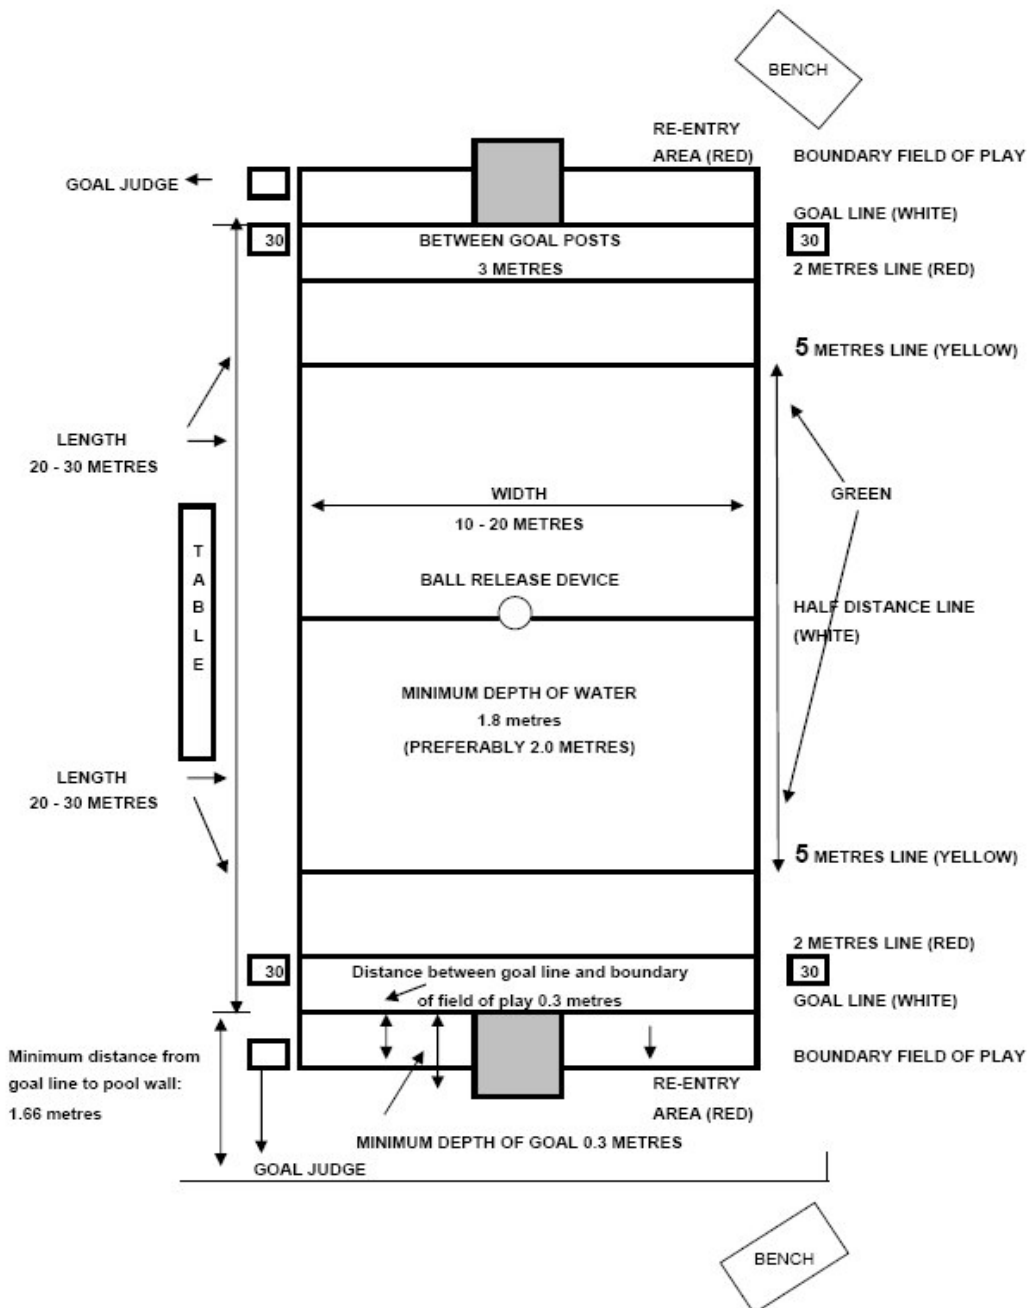 BENCH
RE-ENTRY
AREA (RED)
BOUNDARY FIELD OF PLAY
GOAL JUDGE
GOAL LINE (WHITE)
30
BETWEEN GOAL POSTS
30
3 METRES
2 METRES LINE (RED)
5 METRES LINE (YELLOW)
LENGTH
20 - 30 METRES
WIDTH
10 - 20 METRES
GREEN
TABLE
BALL RELEASE DEVICE
HALF DISTANCE LINE
(WHITE)
MINIMUM DEPTH OF WATER
1.8 metres
(PREFERABLY 2.0 METRES)
LENGTH
20 - 30 METRES
5 METRES LINE (YELLOW)
2 METRES LINE (RED)
30
Distance between goal line and boundary
of field of play 0.3 metres
30
GOAL LINE (WHITE)
Minimum distance from
goal line to pool wall:
1.66 metres
BOUNDARY FIELD OF PLAY
RE-ENTRY
AREA (RED)
MINIMUM DEPTH OF GOAL 0.3 METRES
GOAL JUDGE
BENCH